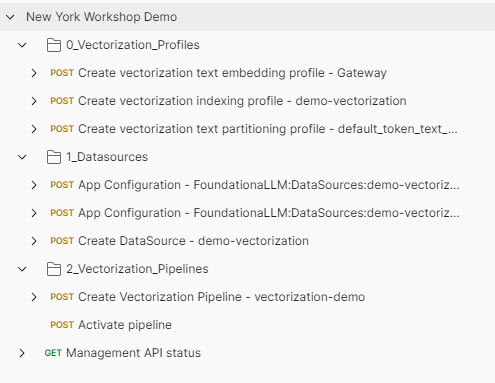 New York Workshop Demo
0_Vectorization_Profiles
POST Create vectorization text embedding profile - Gateway
POST Create vectorization indexing profile - demo-vectorization
POST Create vectorization text partitioning profile - default_token_text_...
1_Datasources
POST App Configuration - FoundationaLLM:DataSources:demo-vectoriz...
POST App Configuration - FoundationaLLM:DataSources:demo-vectoriz...
POST Create DataSource - demo-vectorization
2_Vectorization_Pipelines
POST Create Vectorization Pipeline - vectorization-demo
POST Activate pipeline
GET Management API status